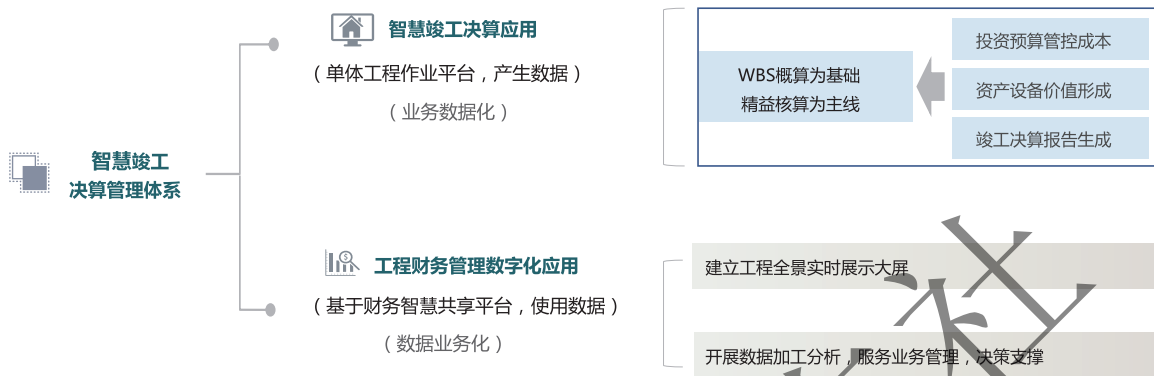 智慧竣工
决算管理体系
智慧竣工决算应用
（单体工程作业平台，产生数据）
（业务数据化）
WBS概算为基础
精益核算为主线
投资预算管控成本
资产设备价值形成
竣工决算报告生成
工程财务管理数字化应用
（基于财务智慧共享平台，使用数据）
（数据业务化）
建立工程全景实时展示大屏
开展数据加工分析，服务业务管理，决策支撑
社